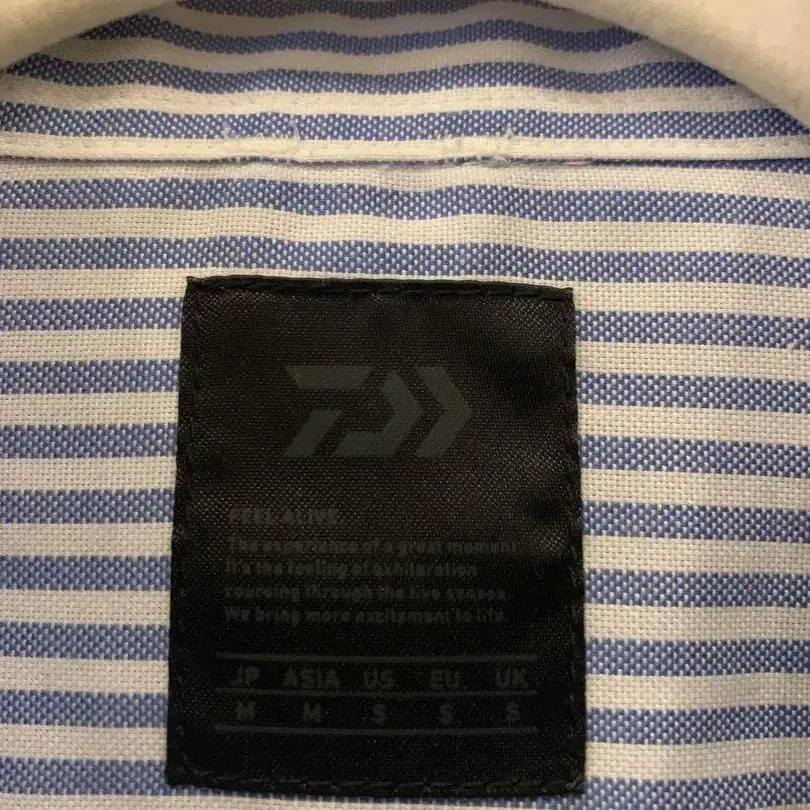 FEEL ALIVE.
The experience of a great moment.
It's the feeling of exhilaration
coursing through the five senses.
We bring more excitement to life.
JP ASIA US EU UK
M M S S S